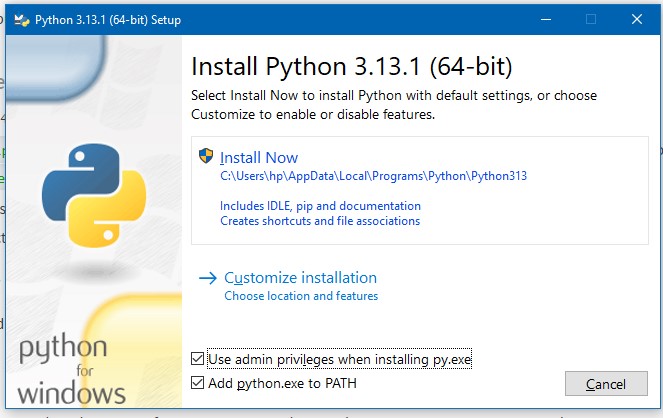 Python 3.13.1 (64-bit) Setup
Install Python 3.13.1 (64-bit)
Select Install Now to install Python with default settings, or choose
Customize to enable or disable features.
Install Now
C:\Users\hp\AppData\Local\Programs\Python\Python313
Includes IDLE, pip and documentation
Creates shortcuts and file associations
Customize installation
Choose location and features
Use admin privileges when installing py.exe
Add python.exe to PATH
Cancel
python
for
windows